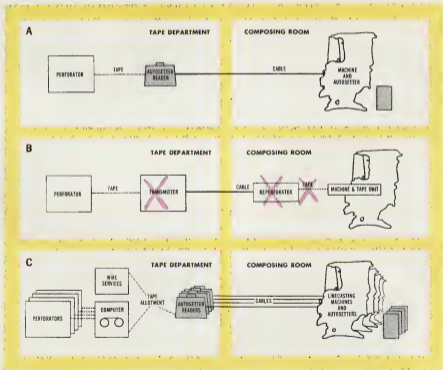 A
TAPE DEPARTMENT
COMPOSING ROOM
PERFORATOR
TAPE
AUTOSETTER
READER
CABLE
MACHINE
AND
AUTOSETTER
B
TAPE DEPARTMENT
COMPOSING ROOM
PERFORATOR
TAPE
TRANSMITTER
CABLE
REPERFORATOR
TAPE
MACHINE & TAPE UNIT
C
TAPE DEPARTMENT
COMPOSING ROOM
WIRE
SERVICES
PERFORATORS
COMPUTER
TAPE
ALLOTMENT
AUTOSETTER
READERS
CABLES
LINECASTING
MACHINES
AND
AUTOSETTERS